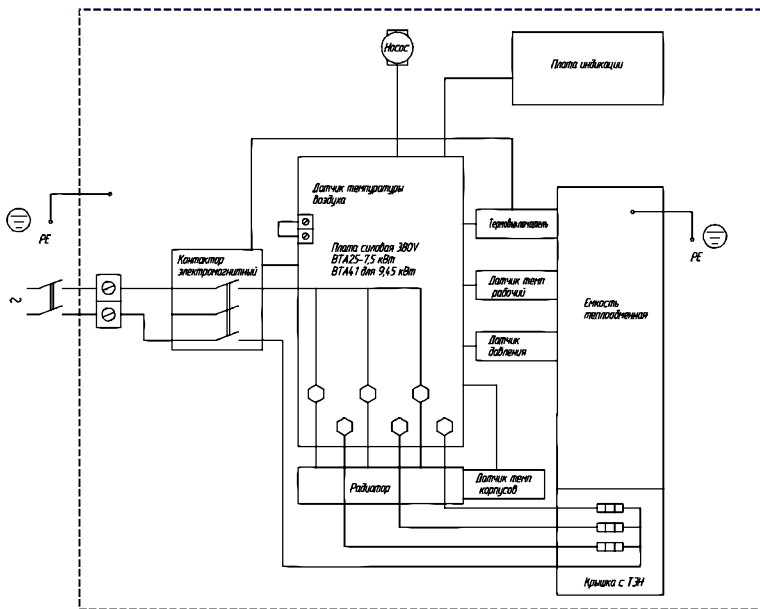 Насос
Плата индикации
Датчик темпуратуры
воздуха
Термовыключатель
PE
PE
Контактор
электромагнитный
Плата силовая 380V
BTA25-7,5 кВт
BTA41 для 9,45 кВт
Датчик темп
рабочий
Емкость
теплообменная
~
Датчик
давления
Радиатор
Датчик темп
корпусов
Крышка с ТЭН